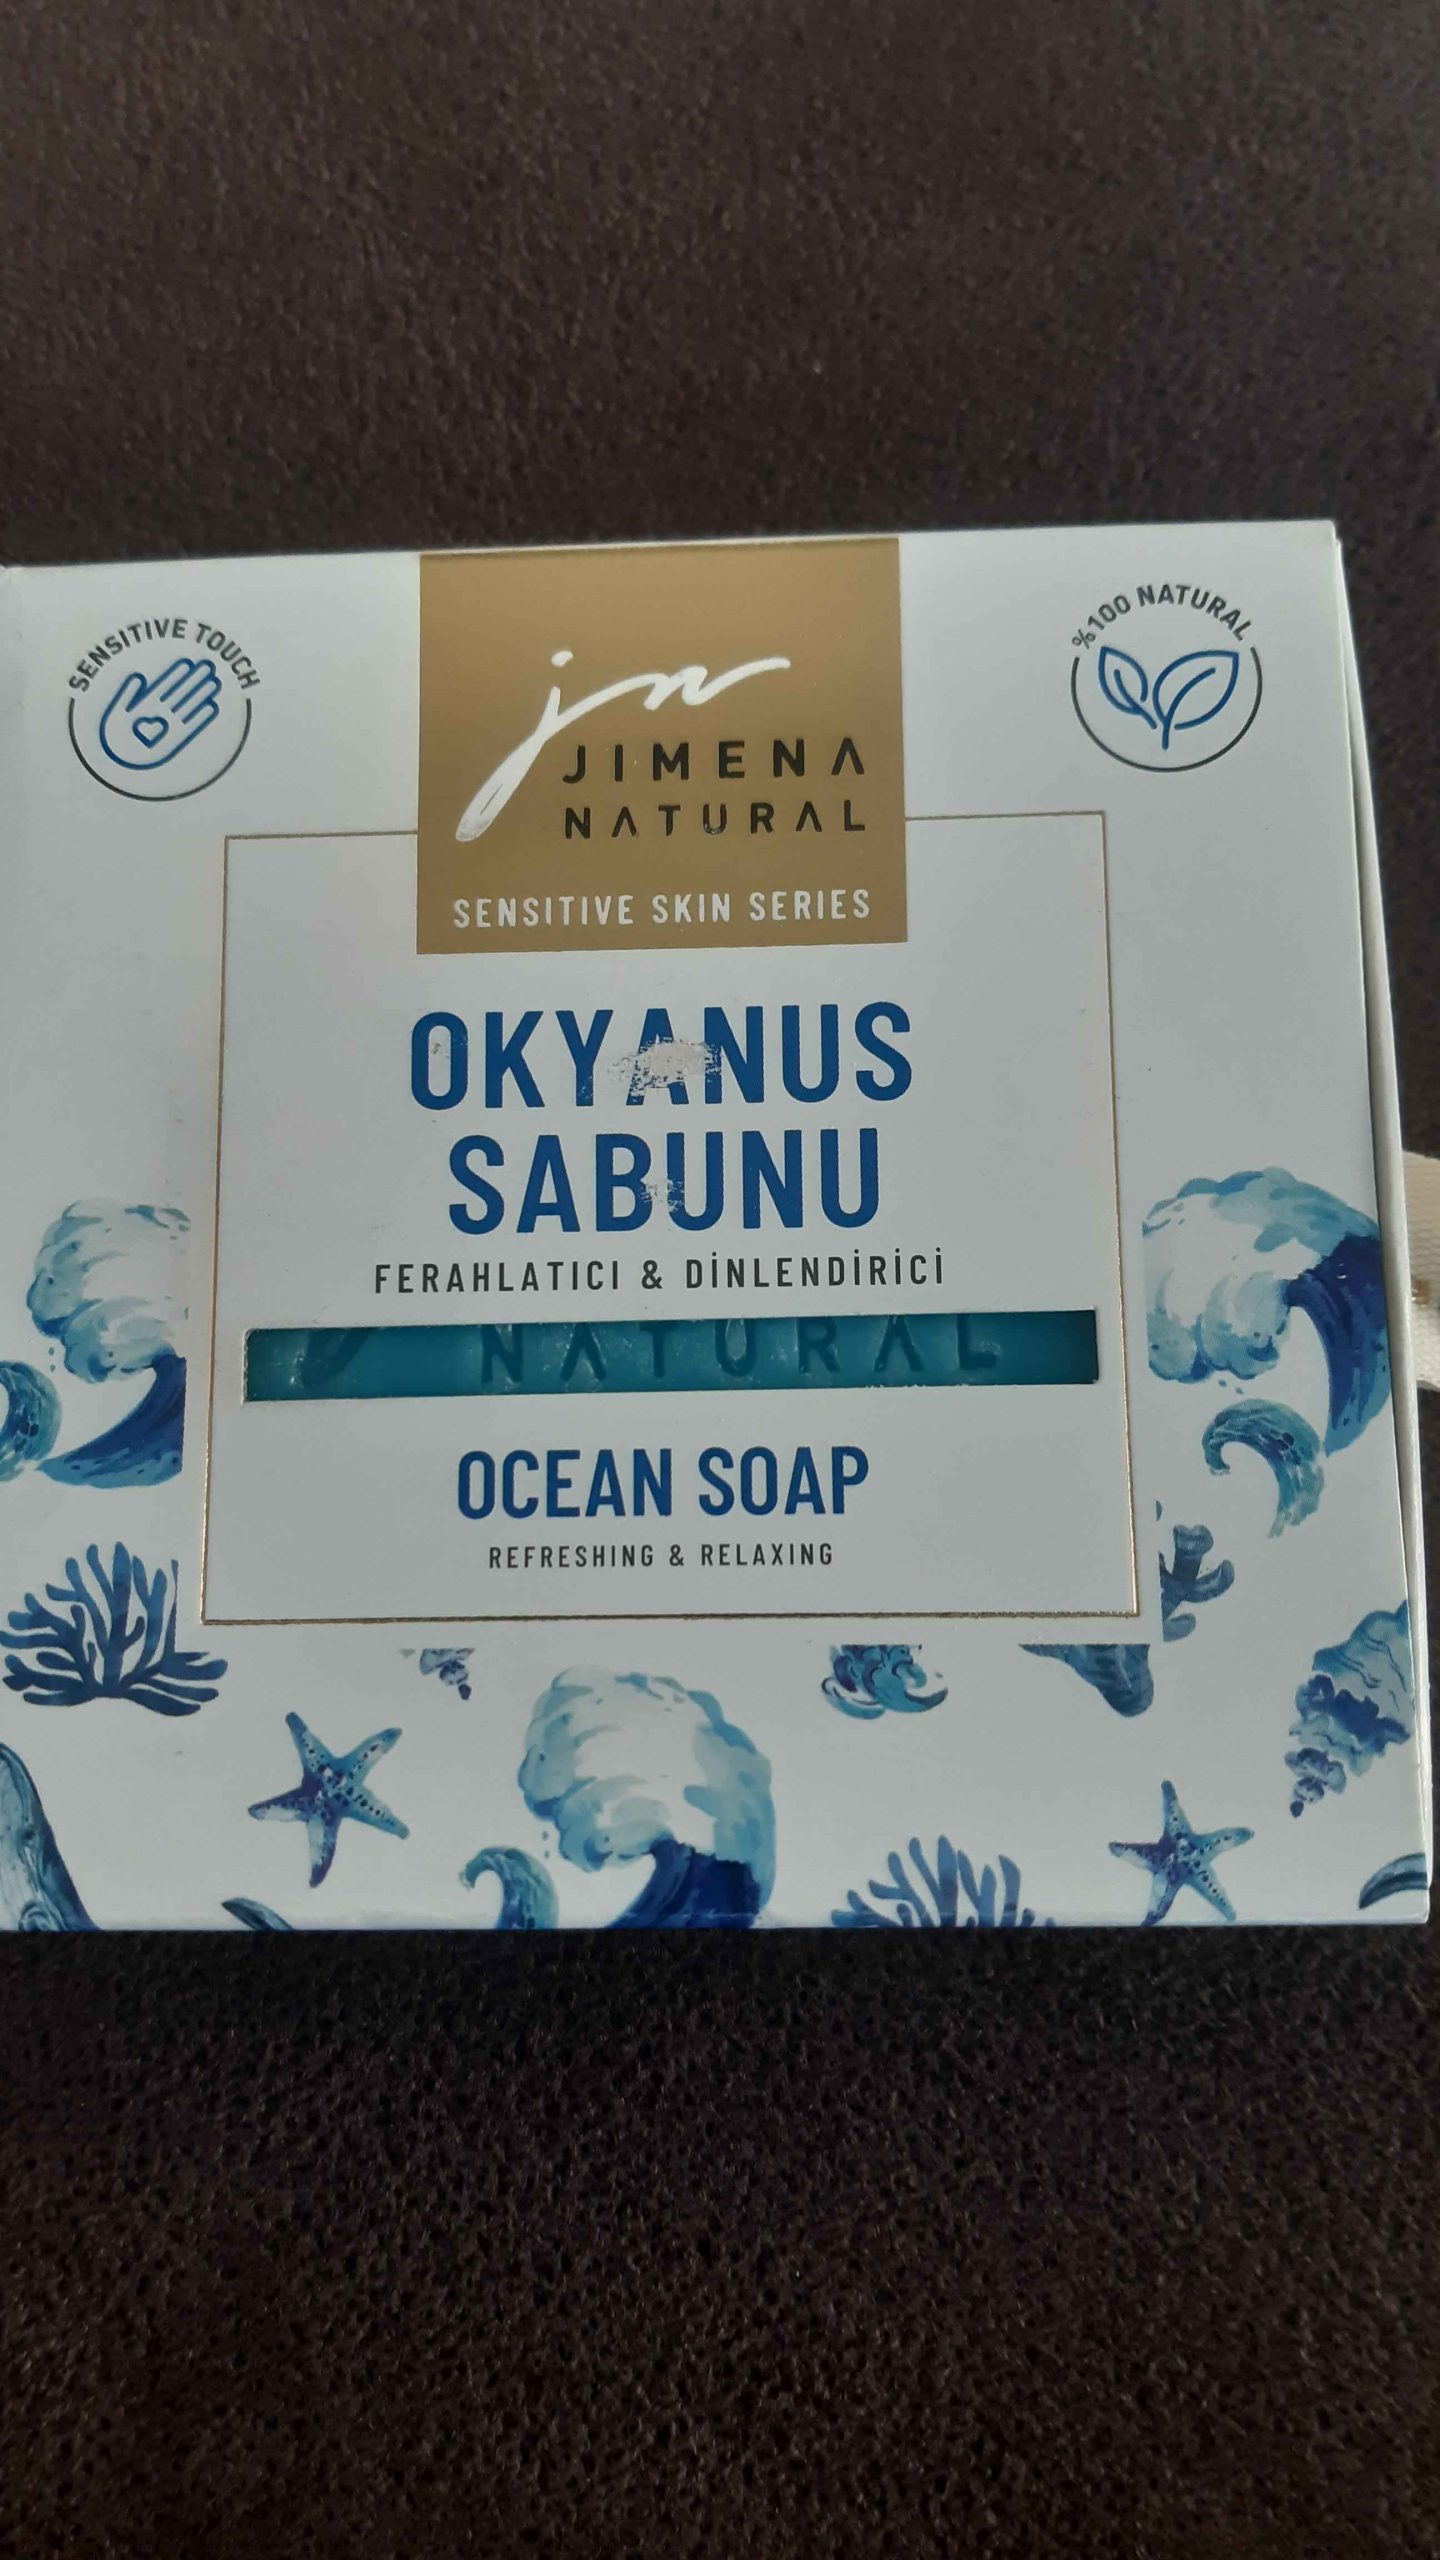 SENSITIVE TOUCH
%100 NATURAL
jn
JIMENA
NATURAL
SENSITIVE SKIN SERIES
OKYANUS
SABUNU
FERAHLATICI & DİNLENDİRİCİ
NATURAL
OCEAN SOAP
REFRESHING & RELAXING